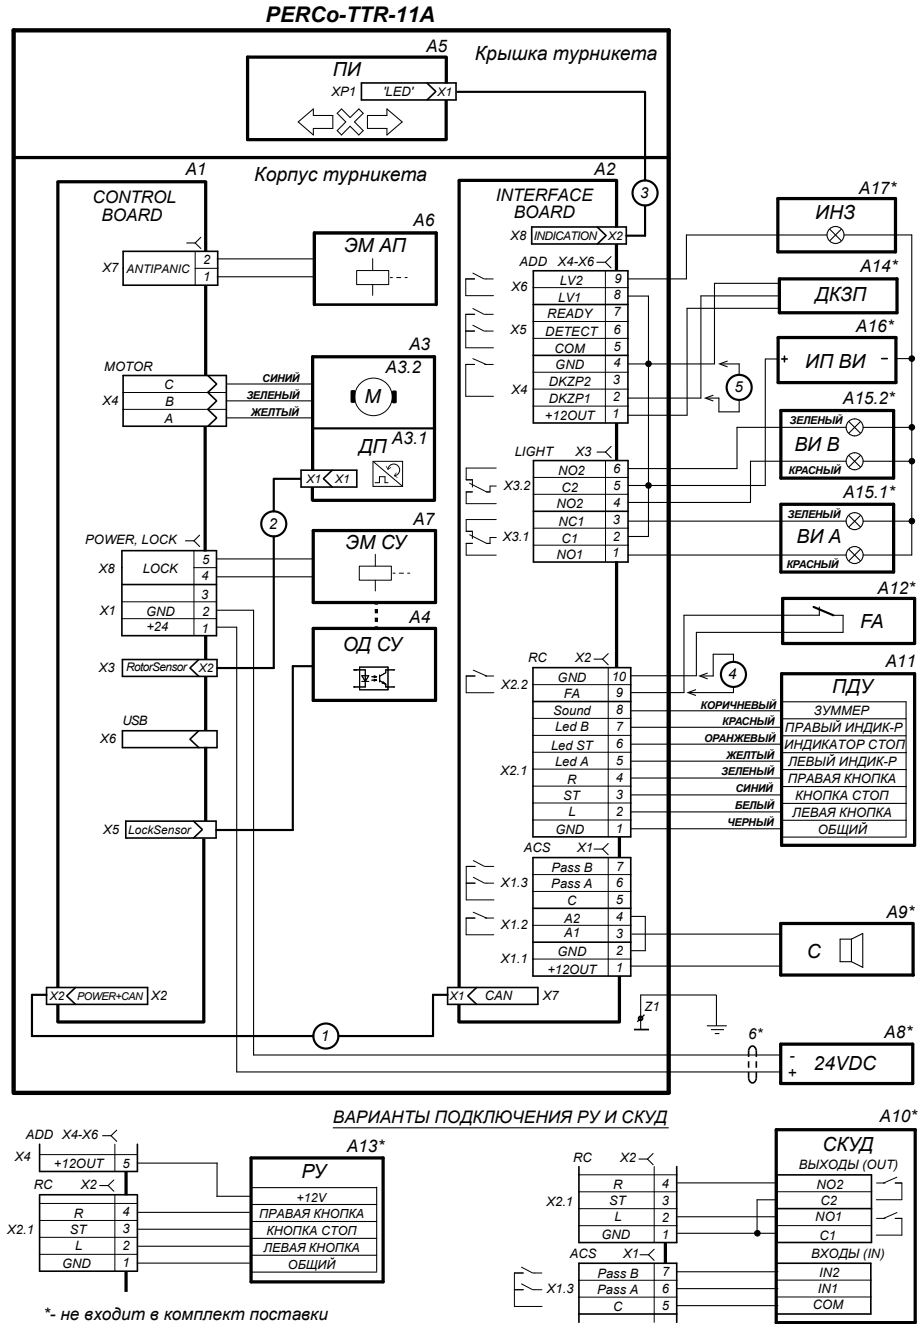 PERCo-TTR-11A
A5
Крышка турникета
ПИ
XP1 'LED' X1
A1
Корпус турникета
A2
3
A17*
CONTROL
BOARD
INTERFACE
BOARD
ИНЗ
A6
X8 INDICATION X2
ЭМ АП
X7 ANTIPANIC 2
1
ADD X4-X6
A14*
ДКЗП
X6 LV2 9
LV1 8
X5 READY 7
DETECT 6
COM 5
X4 GND 4
DKZP2 3
DKZP1 2
+12OUT 1
5
A16*
+ ИП ВИ -
MOTOR
X4 C СИНИЙ
B ЗЕЛЕНЫЙ
A ЖЕЛТЫЙ
A3
A3.2
M
ДП A3.1
X1 X1
A15.2*
ЗЕЛЕНЫЙ
ВИ В
КРАСНЫЙ
LIGHT X3
X3.2 NO2 6
C2 5
NO2 4
X3.1 NC1 3
C1 2
NO1 1
A15.1*
ЗЕЛЕНЫЙ
ВИ А
КРАСНЫЙ
2
A7
ЭМ СУ
POWER, LOCK
X8 LOCK 5
4
3
X1 GND 2
+24 1
A12*
FA
A4
ОД СУ
X3 RotorSensor X2
USB
X6
X5 LockSensor
RC X2
X2.2 GND 10
FA 9
4
A11
ПДУ
X2.1 Sound 8 КОРИЧНЕВЫЙ ЗУММЕР
Led B 7 КРАСНЫЙ ПРАВЫЙ ИНДИК-Р
Led ST 6 ОРАНЖЕВЫЙ ИНДИКАТОР СТОП
Led A 5 ЖЕЛТЫЙ ЛЕВЫЙ ИНДИК-Р
R 4 ЗЕЛЕНЫЙ ПРАВАЯ КНОПКА
ST 3 СИНИЙ КНОПКА СТОП
L 2 БЕЛЫЙ ЛЕВАЯ КНОПКА
GND 1 ЧЕРНЫЙ ОБЩИЙ
ACS X1
X1.3 Pass B 7
Pass A 6
C 5
X1.2 A2 4
A1 3
X1.1 GND 2
+12OUT 1
A9*
C
X2 POWER+CAN X2
X1 CAN X7
1
Z1
6*
A8*
- 24VDC
+
ВАРИАНТЫ ПОДКЛЮЧЕНИЯ РУ И СКУД
ADD X4-X6
X4 +12OUT 5
RC X2
X2.1 R 4
ST 3
L 2
GND 1
A13*
РУ
+12V
ПРАВАЯ КНОПКА
КНОПКА СТОП
ЛЕВАЯ КНОПКА
ОБЩИЙ
RC X2
X2.1 R 4
ST 3
L 2
GND 1
ACS X1
X1.3 Pass B 7
Pass A 6
C 5
A10*
СКУД
ВЫХОДЫ (OUT)
NO2
C2
NO1
C1
ВХОДЫ (IN)
IN2
IN1
COM
*- не входит в комплект поставки